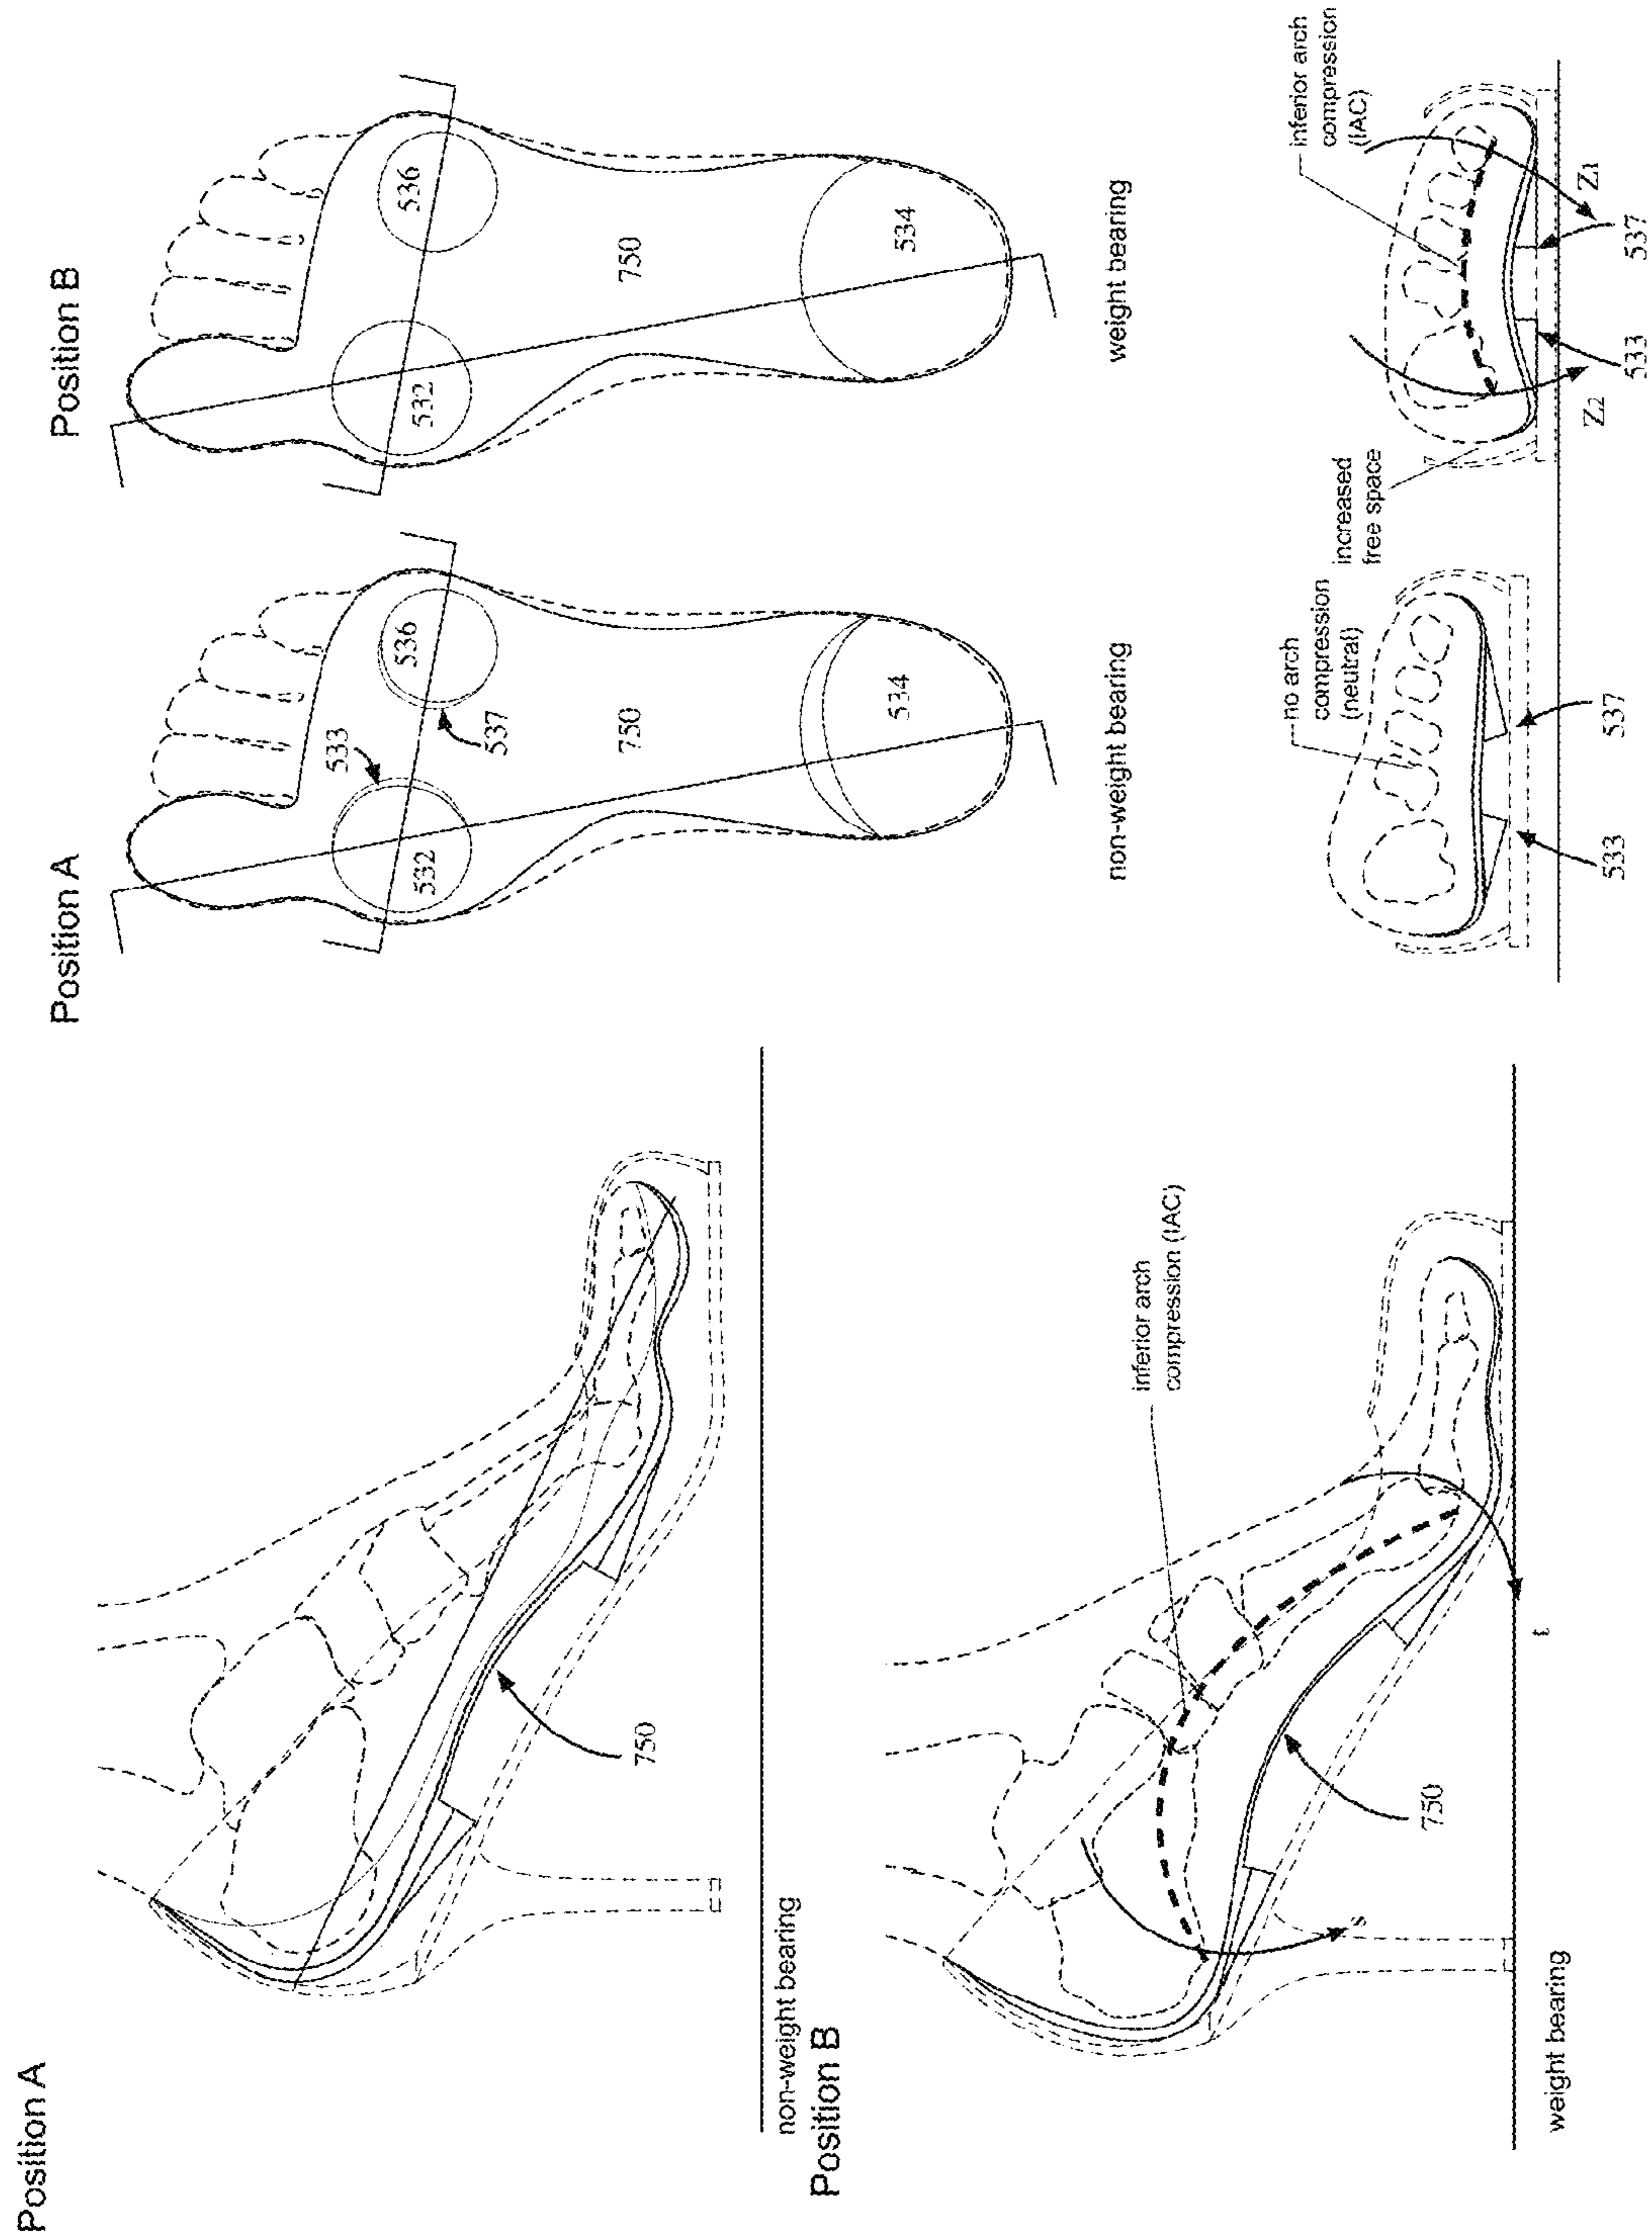 Position A
750
non-weight bearing
Position B
inferior arch
compression (IAC)
s
t
750
weight bearing
Position A
Position B
533
532
536
537
750
534
532
536
750
534
non-weight bearing
weight bearing
no arch
compression
(neutral)
increased
free space
inferior arch
compression
(IAC)
533
537
Z2
Z1
533
537